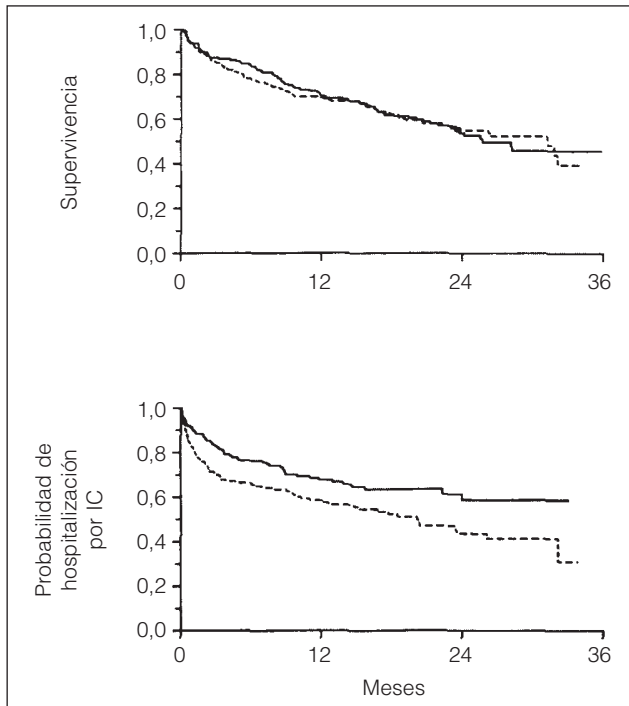 Supervivencia
1,0
0,8
0,6
0,4
0,2
0,0
0 12 24 36
Probabilidad de
hospitalización
por IC
1,0
0,8
0,6
0,4
0,2
0,0
0 12 24 36
Meses